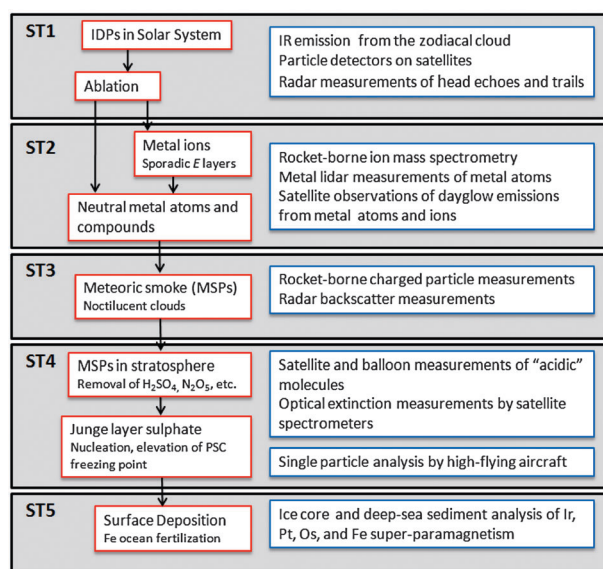 ST1
IDPs in Solar System
Ablation
IR emission from the zodiacal cloud
Particle detectors on satellites
Radar measurements of head echoes and trails
ST2
Metal ions
Sporadic E layers
Neutral metal atoms and
compounds
Rocket-borne ion mass spectrometry
Metal lidar measurements of metal atoms
Satellite observations of dayglow emissions
from metal atoms and ions
ST3
Meteoric smoke (MSPs)
Noctilucent clouds
Rocket-borne charged particle measurements
Radar backscatter measurements
ST4
MSPs in stratosphere
Removal of H₂SO₄, N₂O₅, etc.
Junge layer sulphate
Nucleation, elevation of PSC
freezing point
Satellite and balloon measurements of “acidic”
molecules
Optical extinction measurements by satellite
spectrometers
Single particle analysis by high-flying aircraft
ST5
Surface Deposition
Fe ocean fertilization
Ice core and deep-sea sediment analysis of Ir,
Pt, Os, and Fe super-paramagnetism